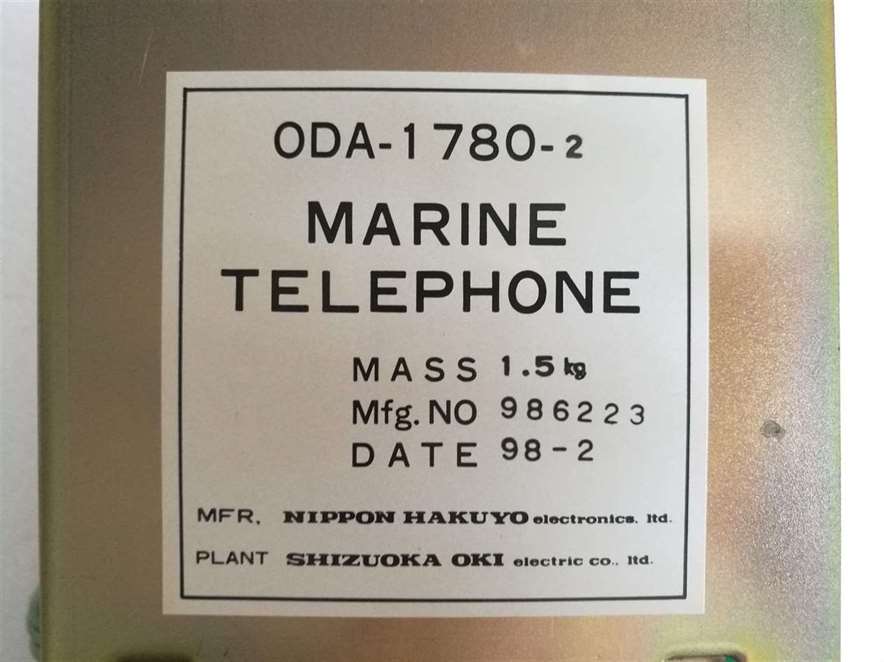 ODA-1780-2
MARINE
TELEPHONE
MASS 1.5kg
Mfg. NO 986223
DATE 98-2
MFR. NIPPON HAKUYO electronics. ltd.
PLANT SHIZUOKA OKI electric co., ltd.